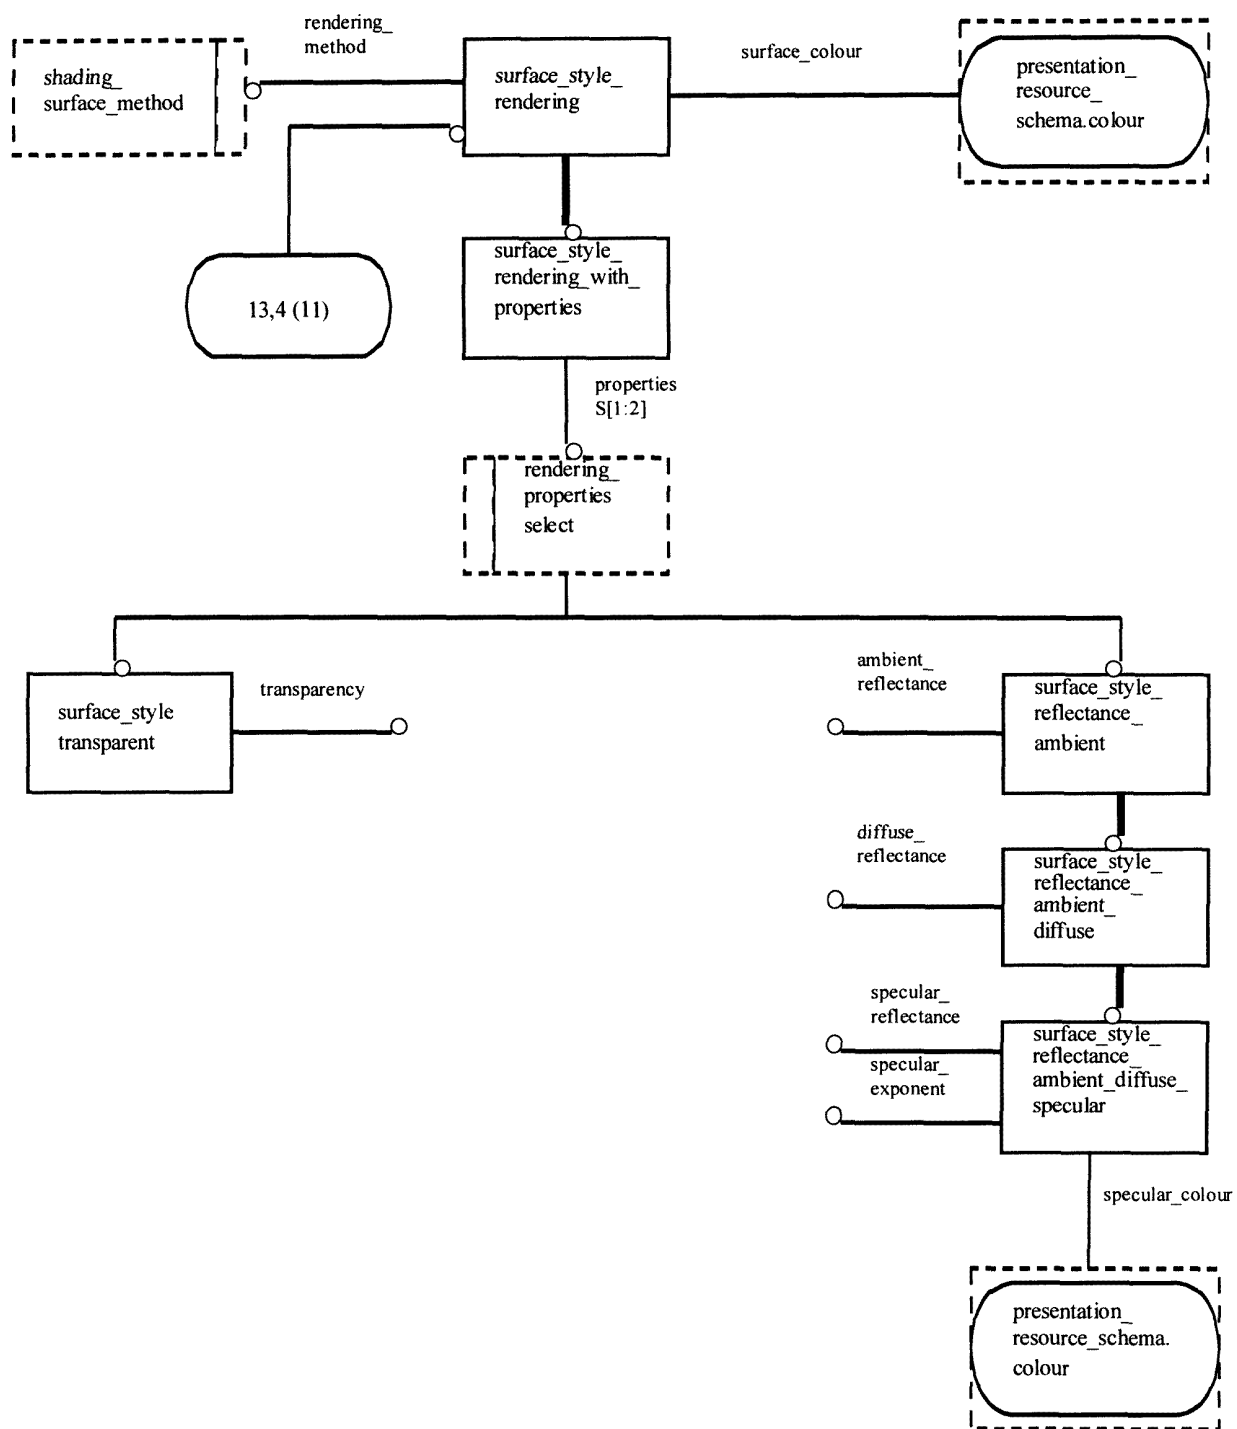 rendering_
method
shading_
surface_method
surface_style_
rendering
surface_colour
presentation_
resource_
schema.colour
13,4 (11)
surface_style_
rendering_with_
properties
properties
S[1:2]
rendering_
properties
select
surface_style
transparent
transparency
ambient_
reflectance
surface_style_
reflectance_
ambient
diffuse_
reflectance
surface_style_
reflectance_
ambient_
diffuse
specular_
reflectance
specular_
exponent
surface_style_
reflectance_
ambient_diffuse_
specular
specular_colour
presentation_
resource_schema.
colour